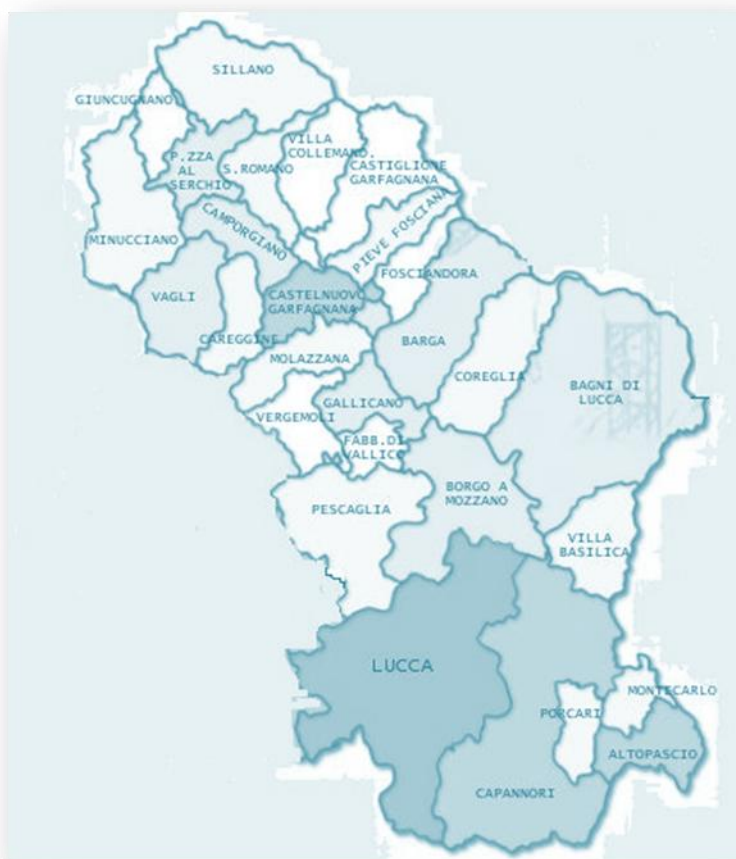 SILLANO
GIUNCUGNANO
VILLA
COLLEMAND.
P.ZZA
AL
SERCHIO
S.ROMANO
CASTIGLIONE
GARFAGNANA
CAMPORGIANO
PIEVE FOSCIANA
MINUCCIANO
FOSCIANDORA
VAGLI
CASTELNUOVO
GARFAGNANA
CAREGGINE
BARGA
MOLAZZANA
COREGLIA
BAGNI DI
LUCCA
GALLICANO
VERGEMOLI
FABB.DI
VALLICO
BORGO A
MOZZANO
PESCAGLIA
VILLA
BASILICA
LUCCA
MONTECARLO
PORCARI
ALTOPASCIO
CAPANNORI